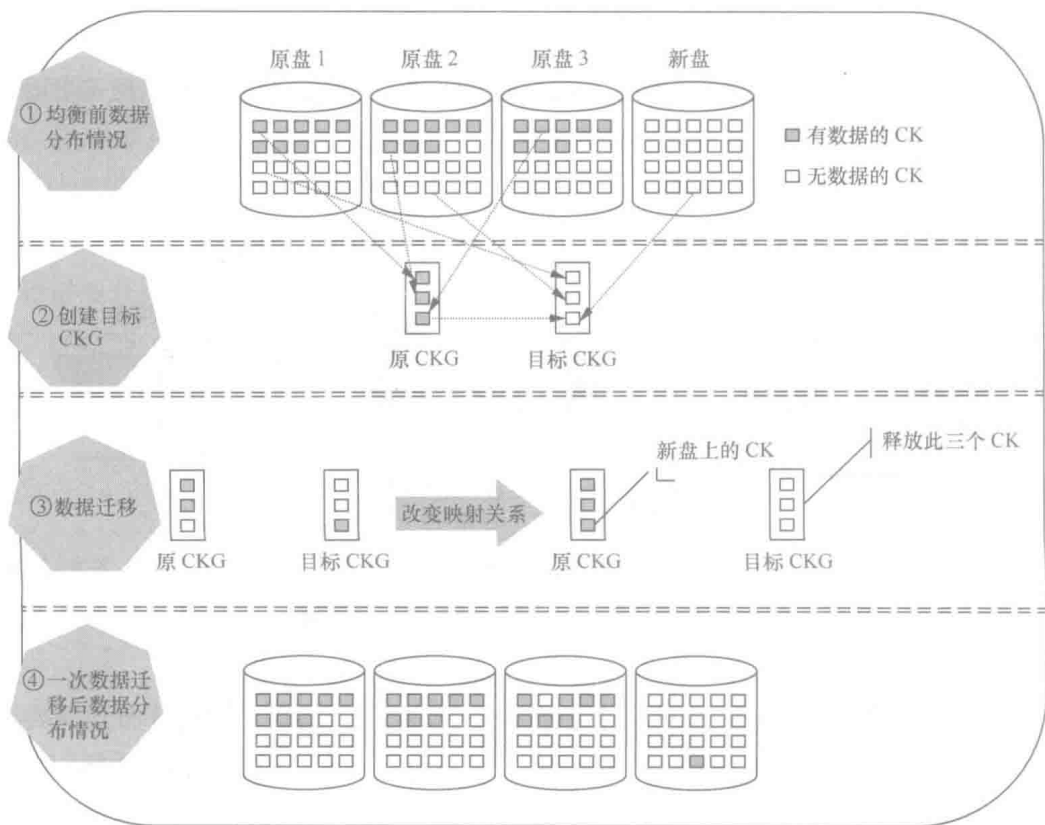 原盘 1
原盘 2
原盘 3
新盘
① 均衡前数据
分布情况
有数据的 CK
无数据的 CK
② 创建目标
CKG
原 CKG
目标 CKG
③ 数据迁移
新盘上的 CK
释放此三个 CK
改变映射关系
原 CKG
目标 CKG
原 CKG
目标 CKG
④ 一次数据迁
移后数据分
布情况